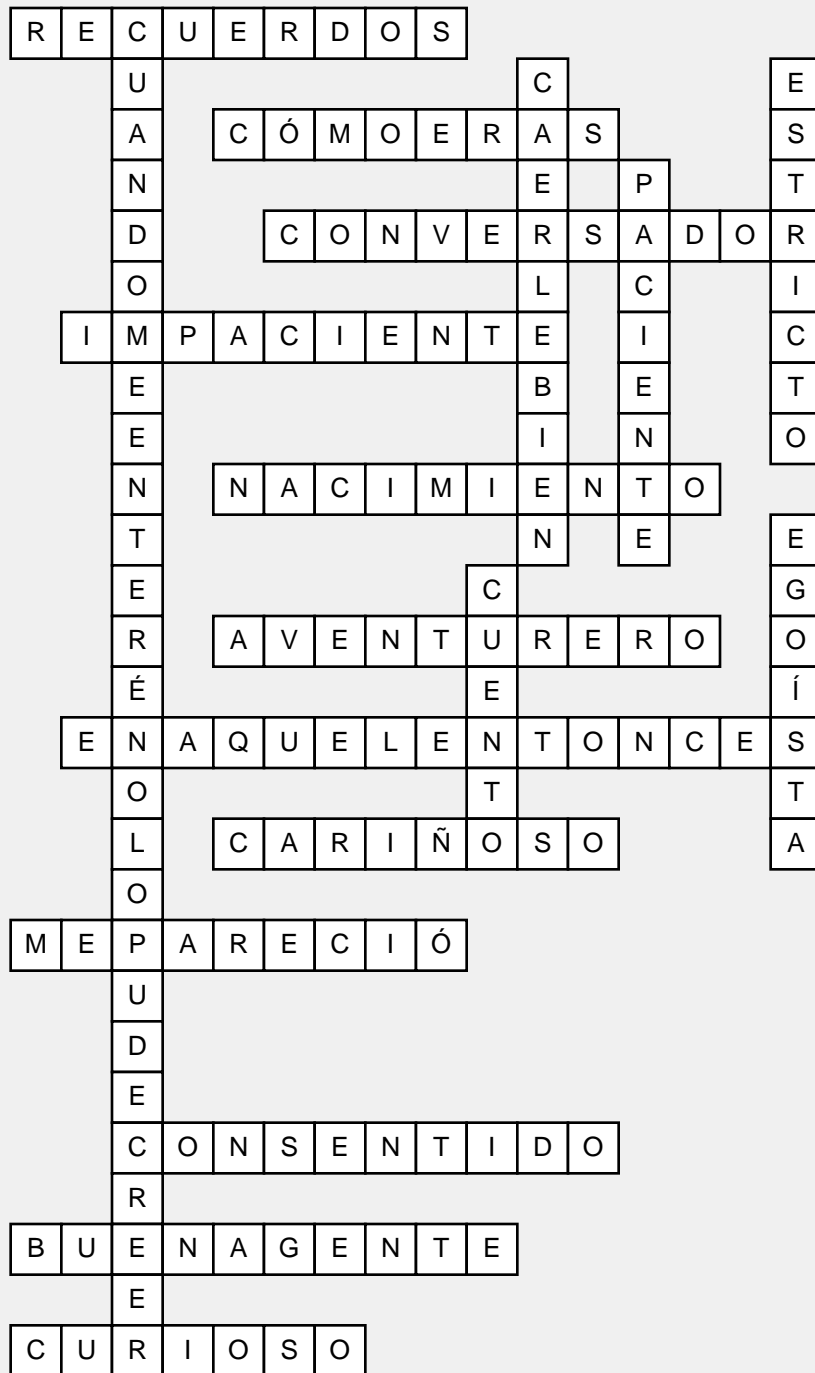 RECUERDOS
CUANDOMEENTERÉNOLOPUDECREER
CAERLEBIEN
ESTRICTO
CÓMOERAS
PACIENTE
CONVERSADOR
IMPACIENTE
NACIMIENTO
EGOÍSTA
CUENTO
AVENTURERO
ENAQUELENTONCES
CARIÑOSO
MEPARECIÓ
CONSENTIDO
BUENAGENTE
CURIOSO